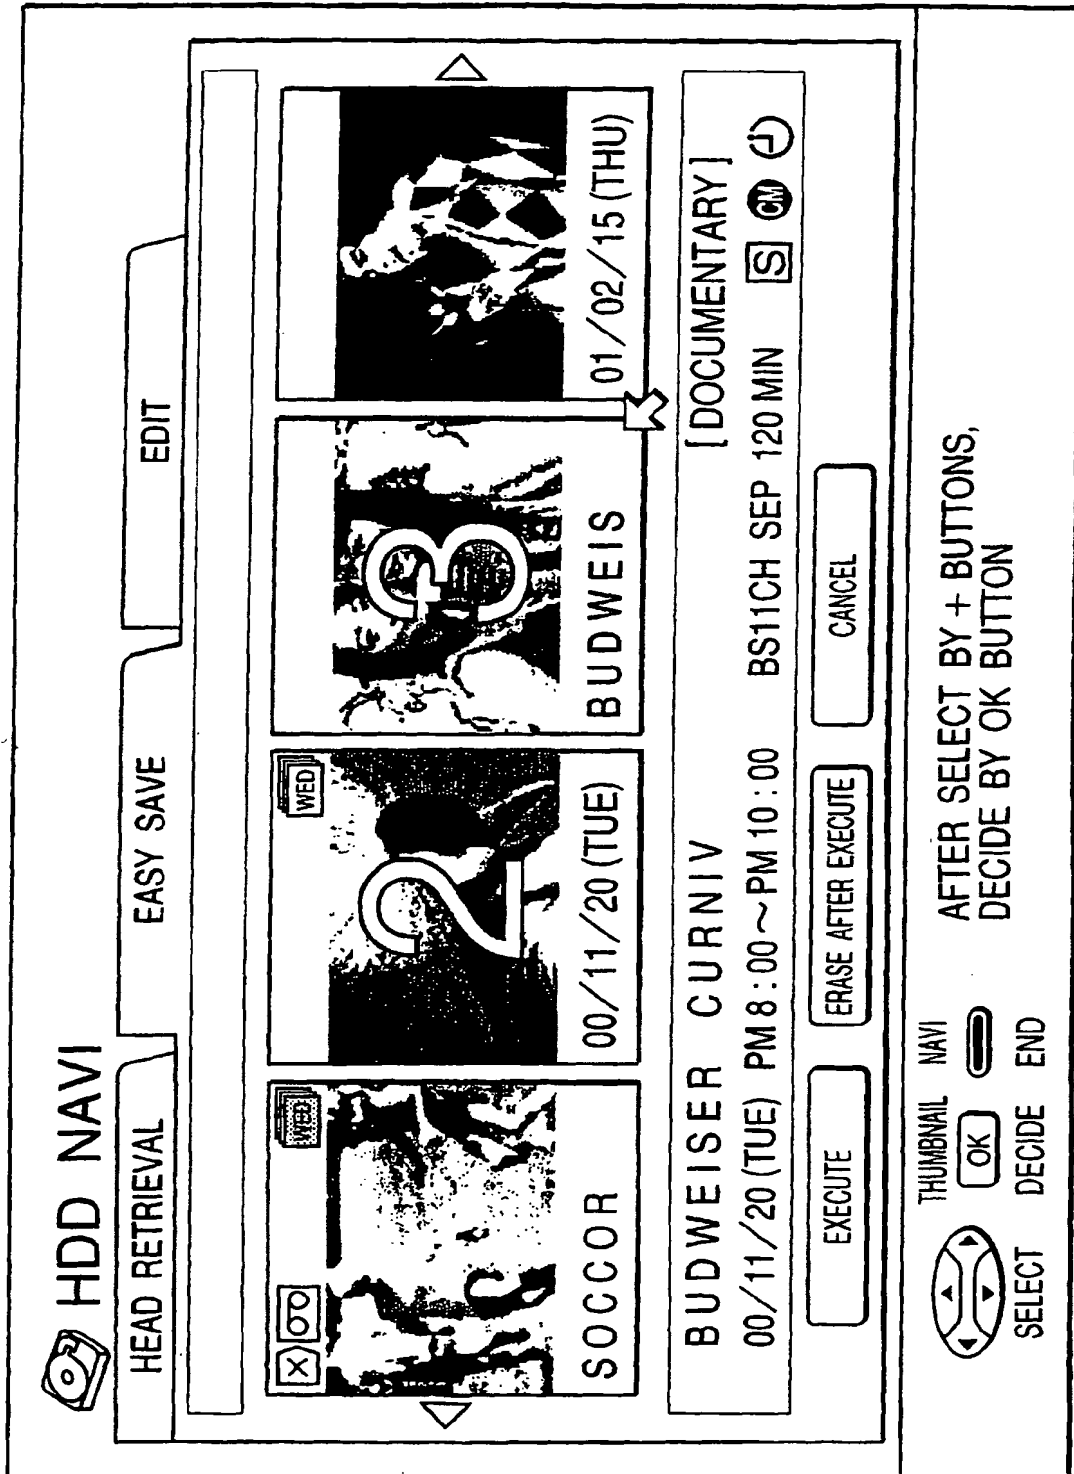 HDD NAVI
HEAD RETRIEVAL
EASY SAVE
EDIT
WED
WED
2
3
SOCCOR
00/11/20 (TUE)
BUDWEIS
01/02/15 (THU)
BUDWEISER CURNIV [DOCUMENTARY]
00/11/20 (TUE) PM 8:00~PM 10:00 BS11CH SEP 120 MIN S CM
EXECUTE
ERASE AFTER EXECUTE
CANCEL
THUMBNAIL NAVI
OK
SELECT DECIDE END
AFTER SELECT BY + BUTTONS,
DECIDE BY OK BUTTON